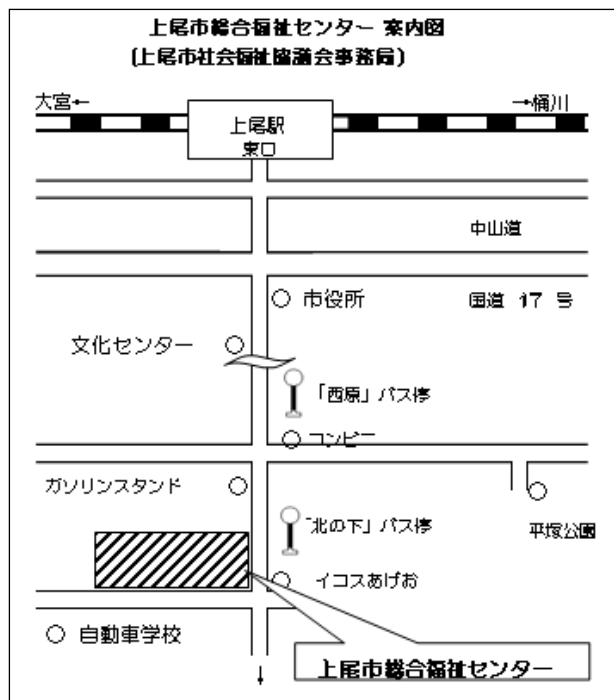 上尾市総合福祉センター 案内図
(上尾市社会福祉協議会事務局)
大宮←
→桶川
上尾駅
東口
中山道
市役所
国道 17 号
文化センター
「西原」バス停
コンビニ
ガソリンスタンド
「北の下」バス停
平塚公園
イコスあげお
自動車学校
上尾市総合福祉センター